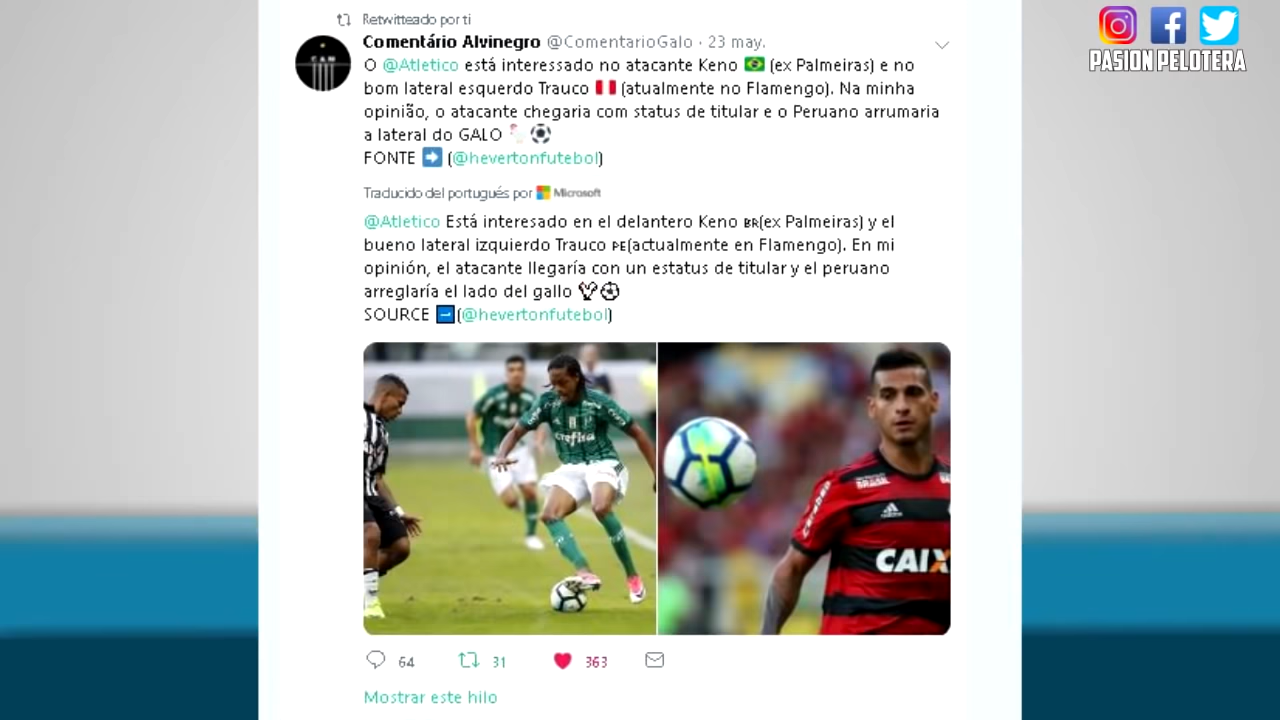 Retwitteado por ti
Comentário Alvinegro @ComentarioGalo · 23 may.
O @Atletico está interessado no atacante Keno 🇧🇷 (ex Palmeiras) e no
bom lateral esquerdo Trauco 🇵🇪 (atualmente no Flamengo). Na minha
opinião, o atacante chegaria com status de titular e o Peruano arrumaria
a lateral do GALO 🐓⚽
FONTE ➡️ (@hevertonfutebol)
Traducido del portugués por Microsoft
@Atletico Está interesado en el delantero Keno BR(ex Palmeiras) y el
bueno lateral izquierdo Trauco PE(actualmente en Flamengo). En mi
opinión, el atacante llegaría con un estatus de titular y el peruano
arreglaría el lado del gallo 🐓⚽
SOURCE ➡(@hevertonfutebol)
crefisa
BRASIL
CAIX
64 31 363
Mostrar este hilo
PASION PELOTERA